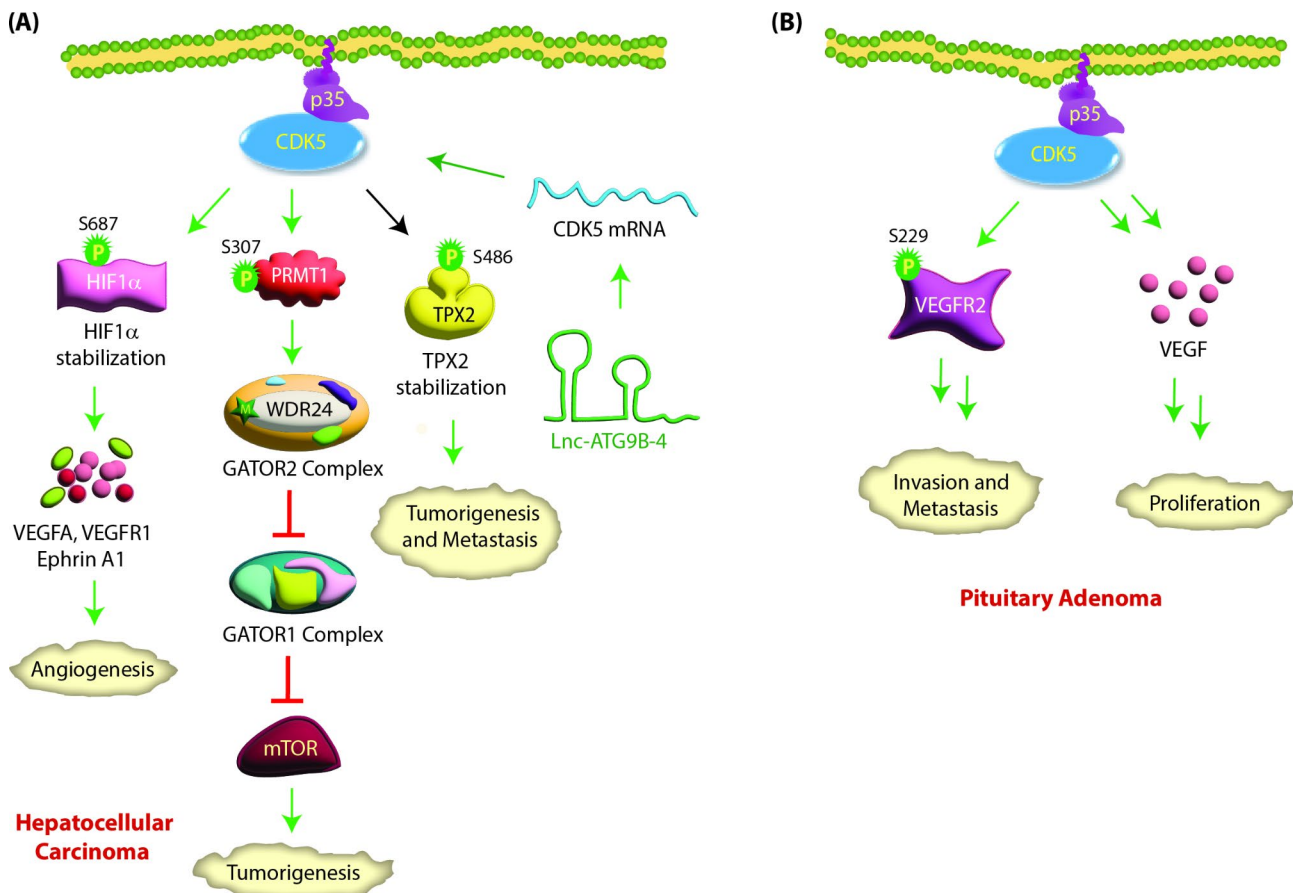 (A)
p35
CDK5
S687
P
HIF1α
HIF1α
stabilization
VEGFA, VEGFR1
Ephrin A1
Angiogenesis
S307
P
PRMT1
M
WDR24
GATOR2 Complex
GATOR1 Complex
mTOR
Tumorigenesis
P
S486
TPX2
TPX2
stabilization
Tumorigenesis
and Metastasis
CDK5 mRNA
Lnc-ATG9B-4
Hepatocellular
Carcinoma
(B)
p35
CDK5
S229
P
VEGFR2
Invasion and
Metastasis
VEGF
Proliferation
Pituitary Adenoma